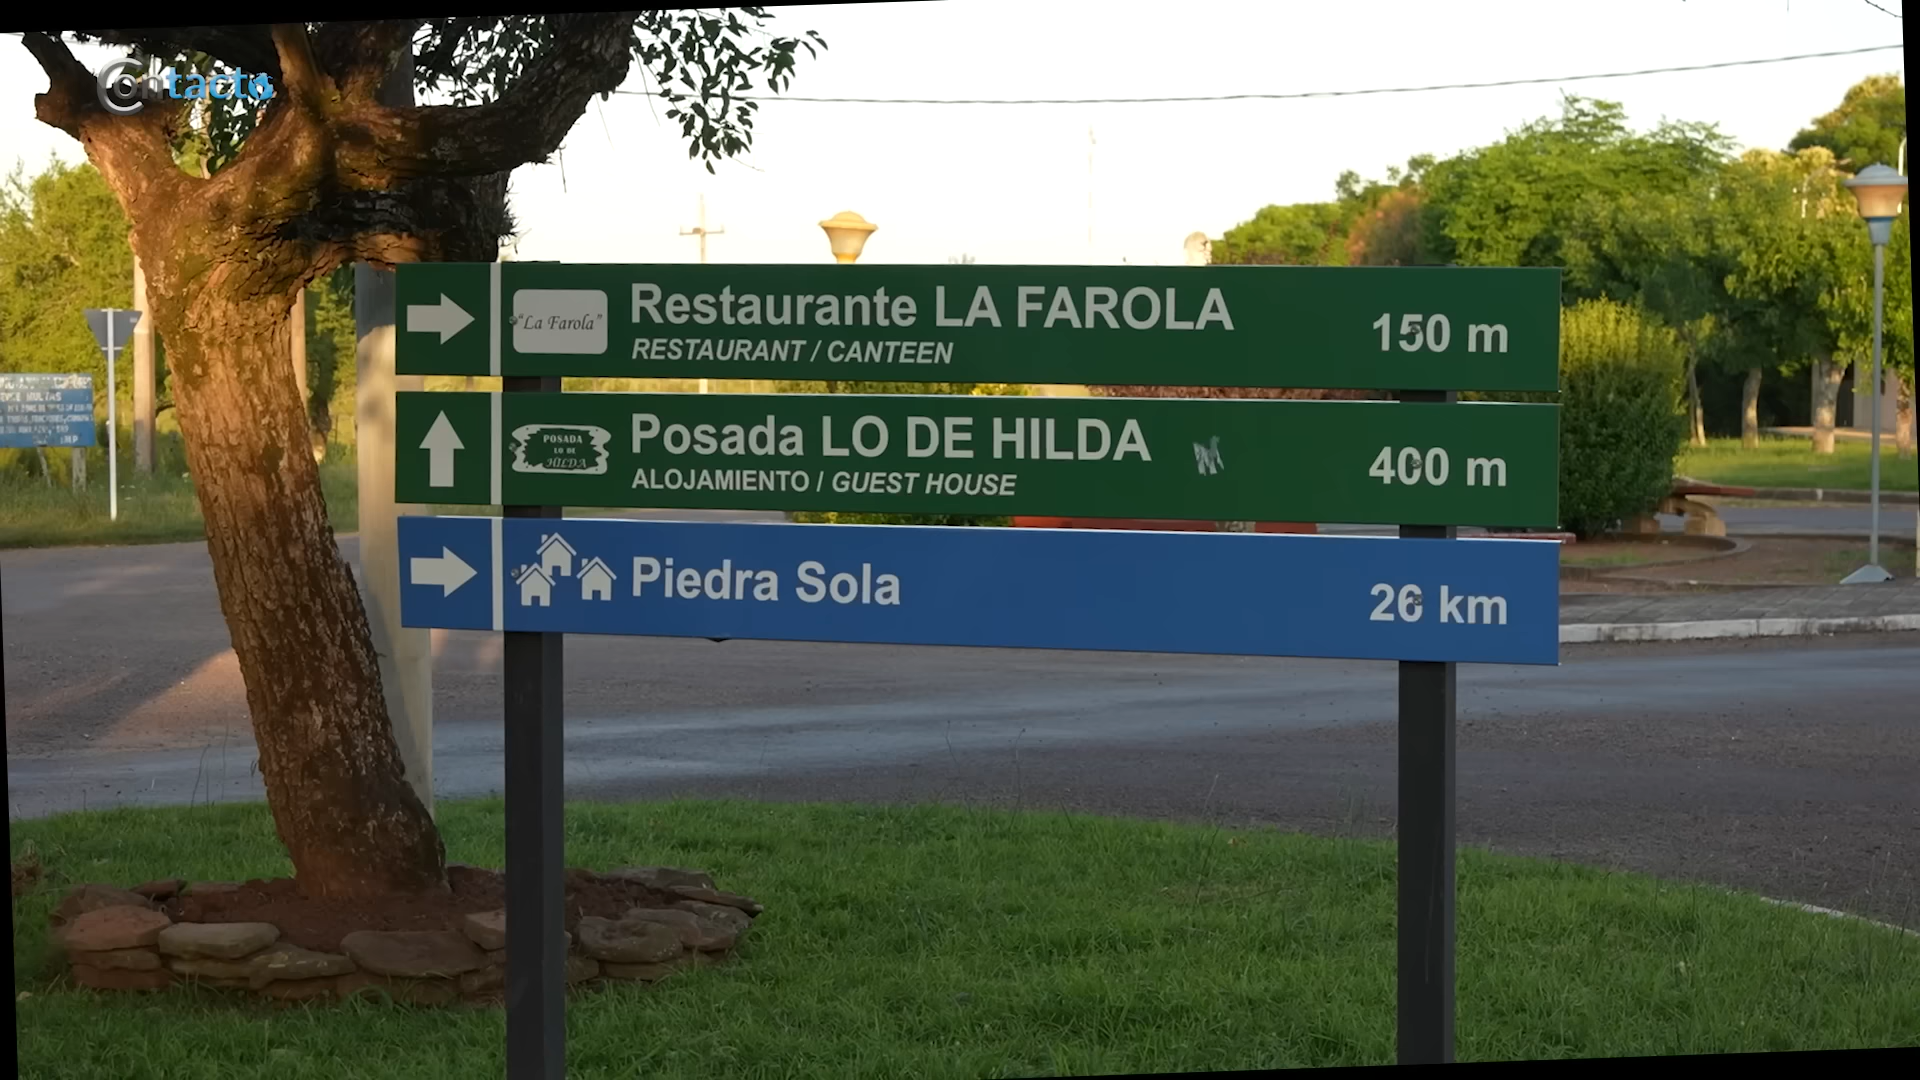 Contacto
"La Farola"
Restaurante LA FAROLA
RESTAURANT / CANTEEN
150 m
POSADA
LO DE
HILDA
Posada LO DE HILDA
ALOJAMIENTO / GUEST HOUSE
400 m
Piedra Sola
26 km
MULTAS